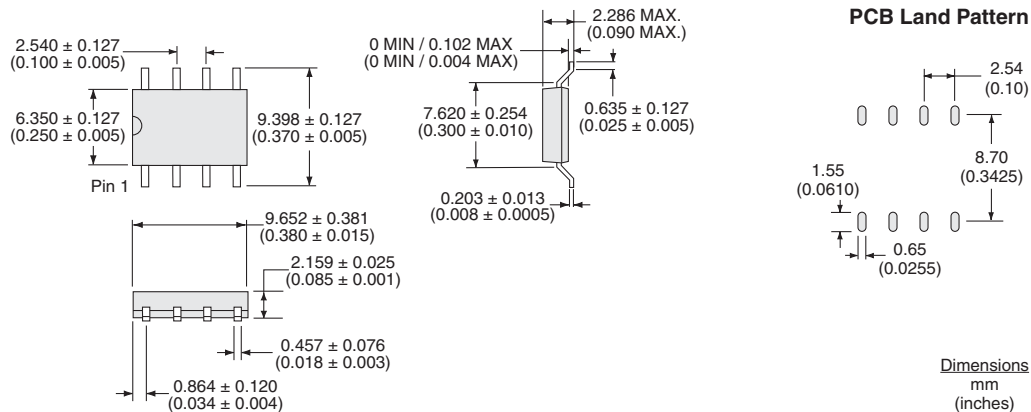 2.540 ± 0.127
(0.100 ± 0.005)
6.350 ± 0.127
(0.250 ± 0.005)
9.398 ± 0.127
(0.370 ± 0.005)
Pin 1
9.652 ± 0.381
(0.380 ± 0.015)
2.159 ± 0.025
(0.085 ± 0.001)
0.457 ± 0.076
(0.018 ± 0.003)
0.864 ± 0.120
(0.034 ± 0.004)
2.286 MAX.
(0.090 MAX.)
0 MIN / 0.102 MAX
(0 MIN / 0.004 MAX)
7.620 ± 0.254
(0.300 ± 0.010)
0.635 ± 0.127
(0.025 ± 0.005)
0.203 ± 0.013
(0.008 ± 0.0005)
PCB Land Pattern
2.54
(0.10)
8.70
(0.3425)
1.55
(0.0610)
0.65
(0.0255)
Dimensions
mm
(inches)